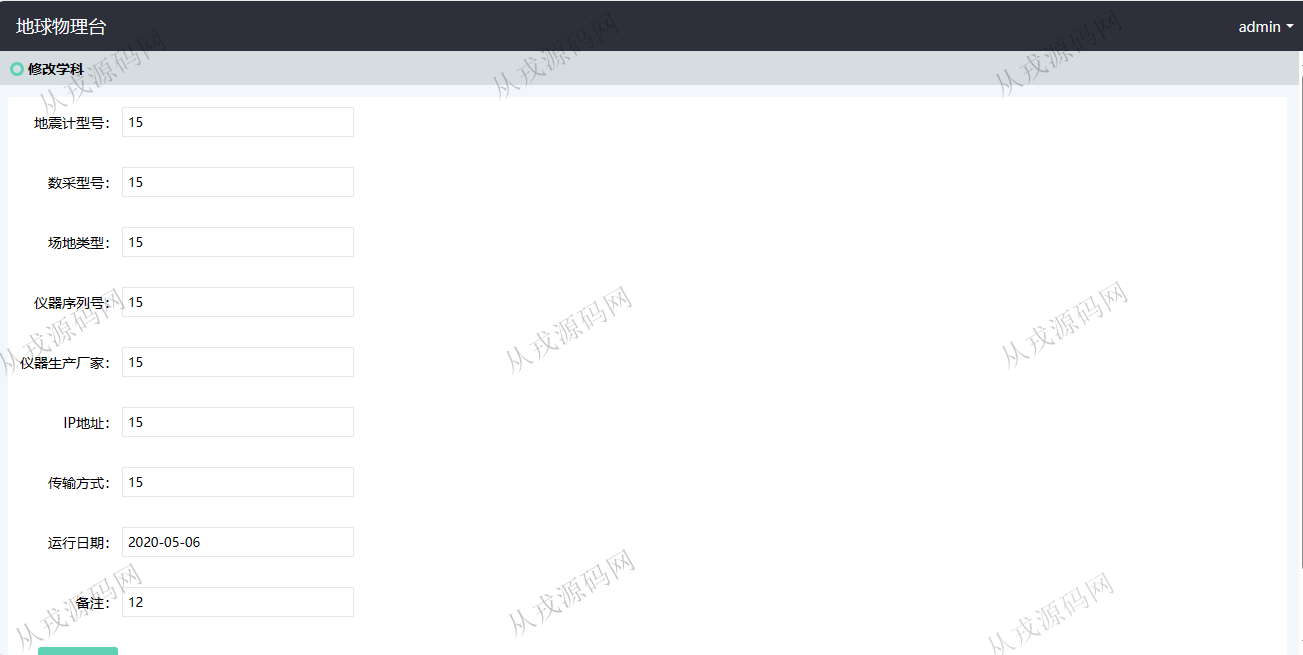 地球物理台
admin
修改学科
地震计型号： 15
数采型号： 15
场地类型： 15
仪器序列号： 15
仪器生产厂家： 15
IP地址： 15
传输方式： 15
运行日期： 2020-05-06
备注： 12
从戎源码网
从戎源码网
从戎源码网
从戎源码网
从戎源码网
从戎源码网
从戎源码网
从戎源码网
从戎源码网